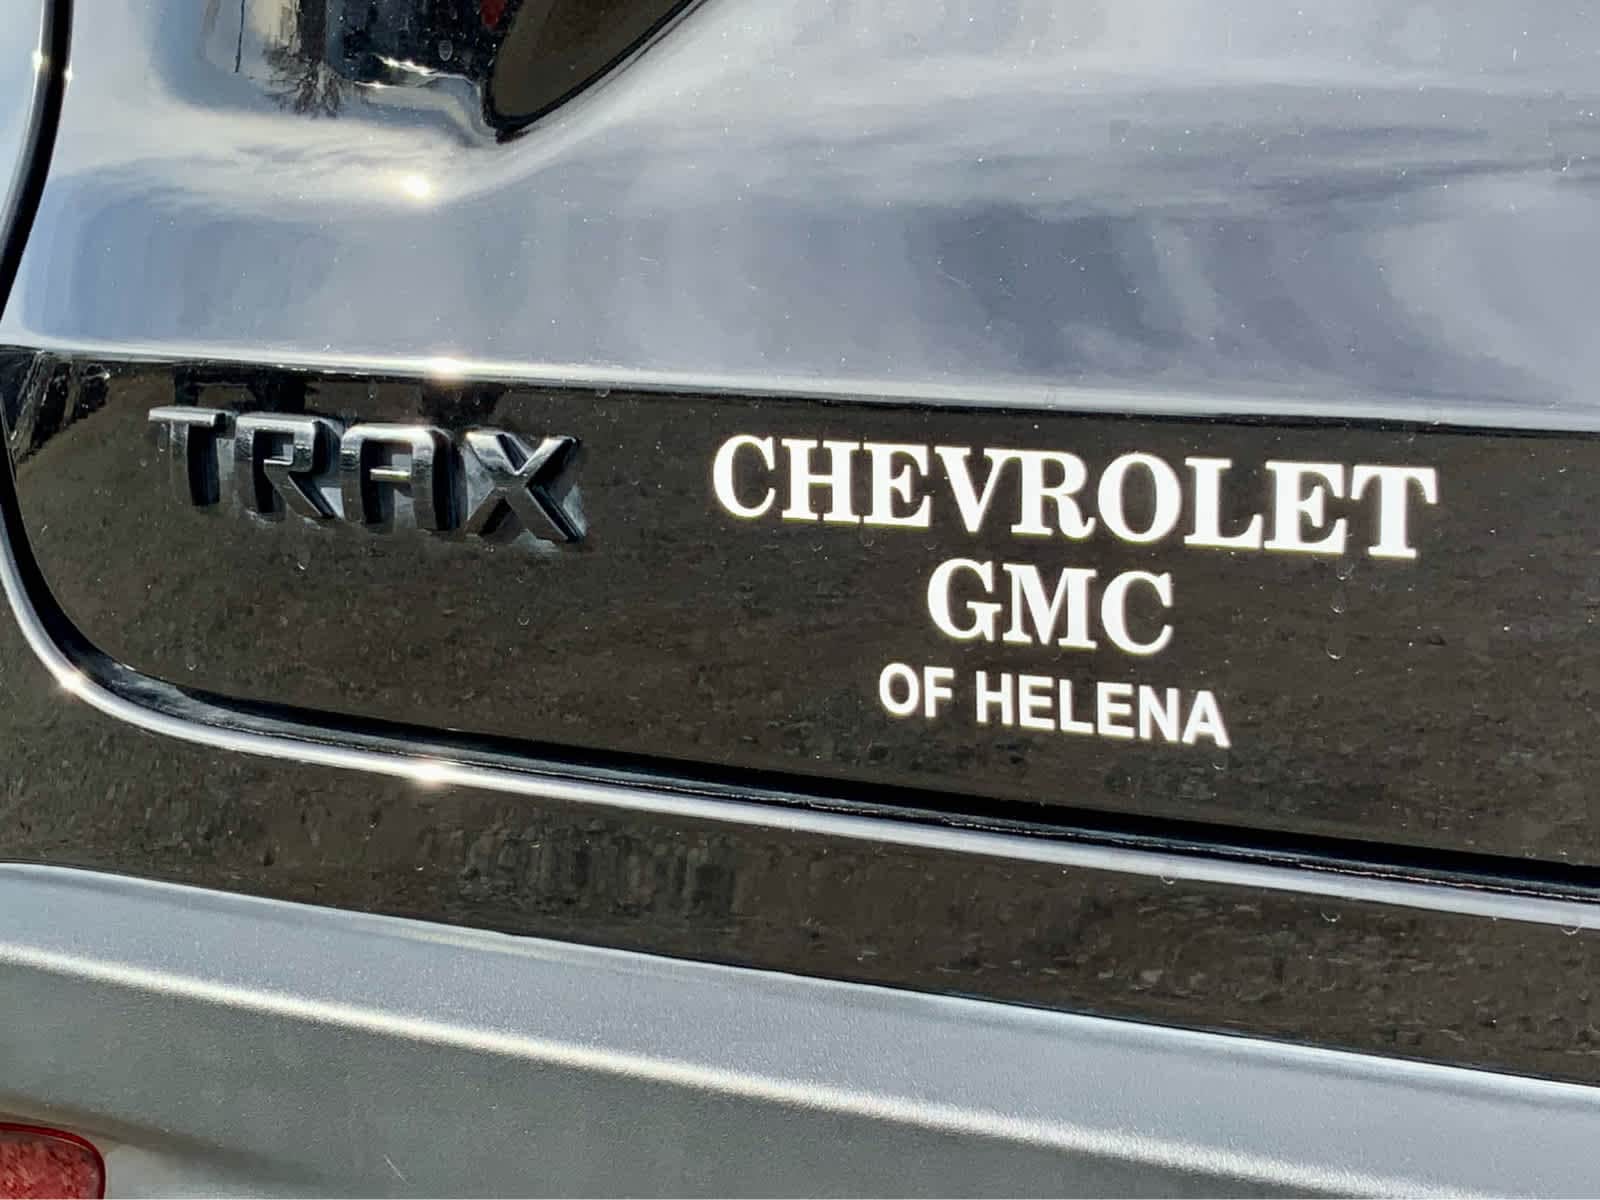 TRAX
CHEVROLET
GMC
OF HELENA